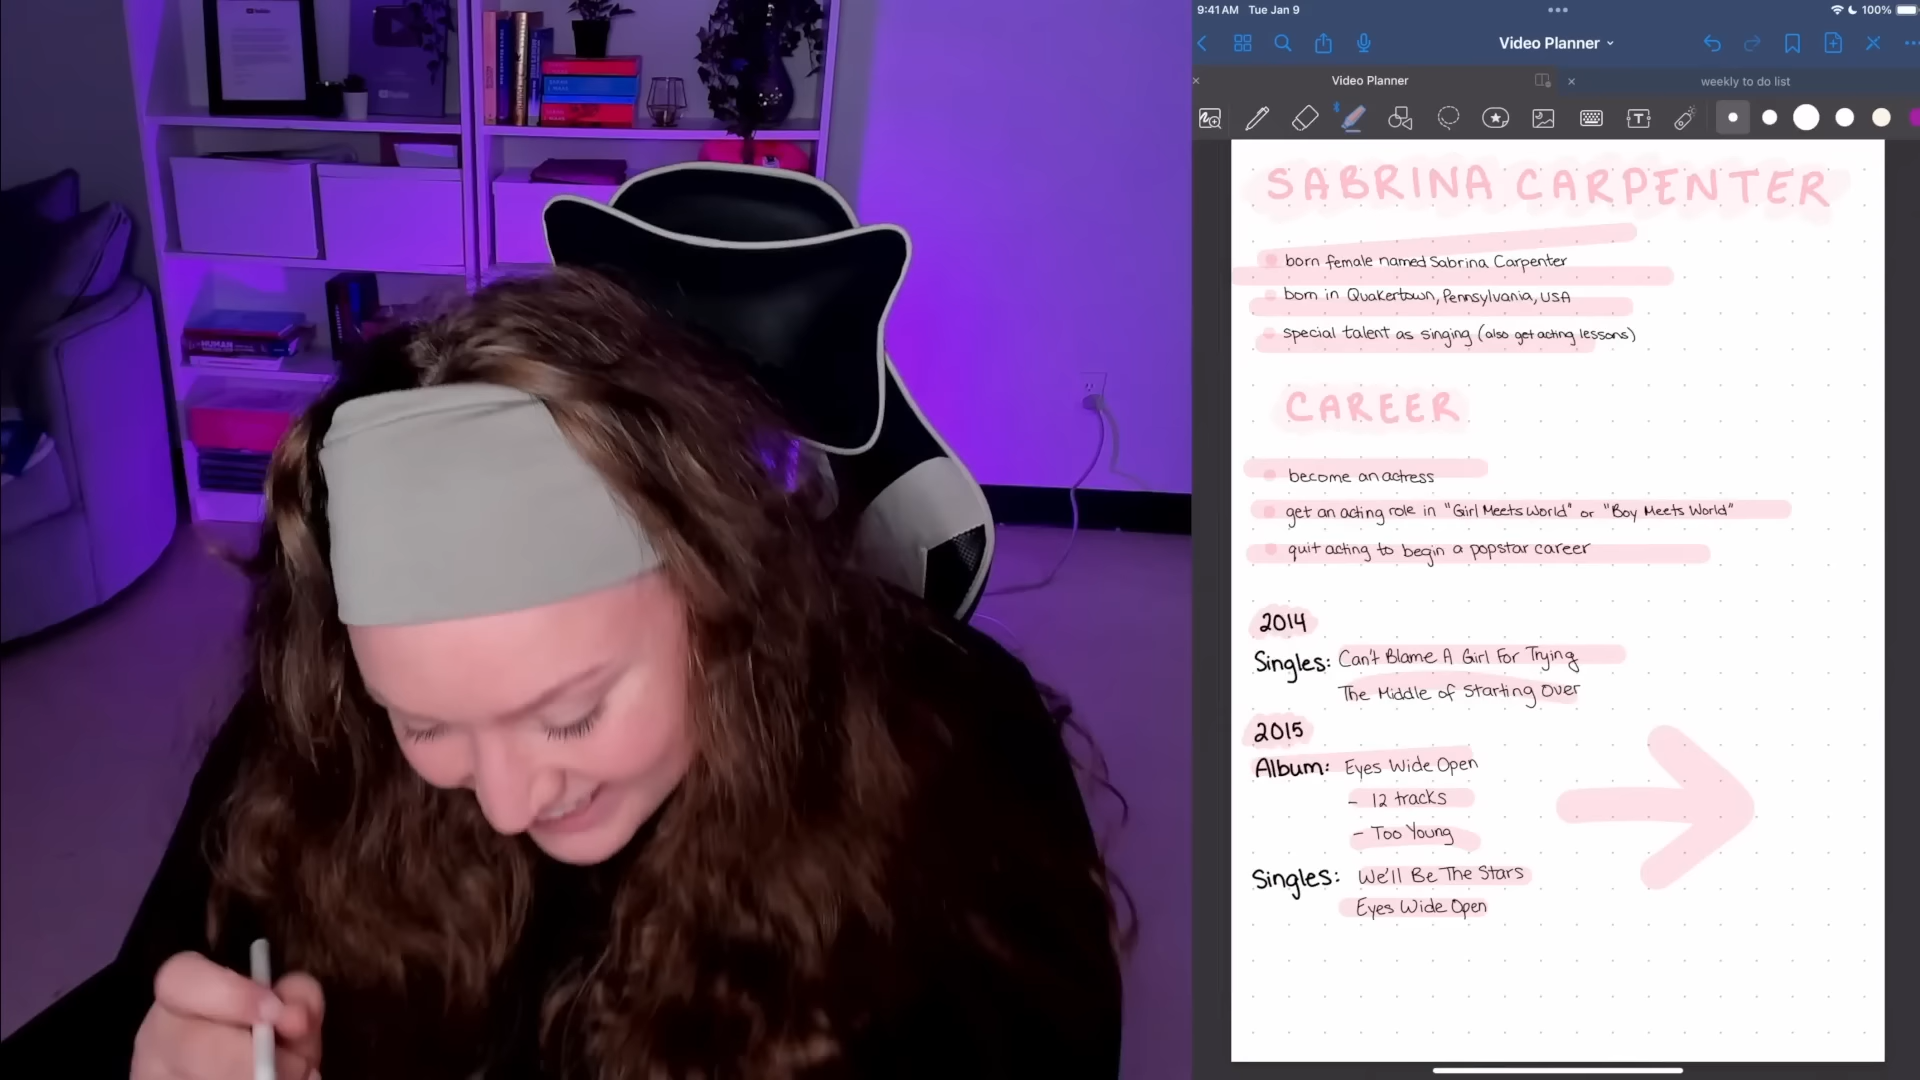 9:41 AM Tue Jan 9
100%
Video Planner
Video Planner
weekly to do list
SABRINA CARPENTER
born female named Sabrina Carpenter
born in Quakertown, Pennsylvania, USA
special talent as singing (also get acting lessons)
CAREER
become an actress
get an acting role in "Girl Meets World" or "Boy Meets World"
quit acting to begin a popstar career
2014
Singles: Can't Blame A Girl For Trying
The Middle of Starting Over
2015
Album: Eyes Wide Open
- 12 tracks
- Too Young
Singles: We'll Be The Stars
Eyes Wide Open